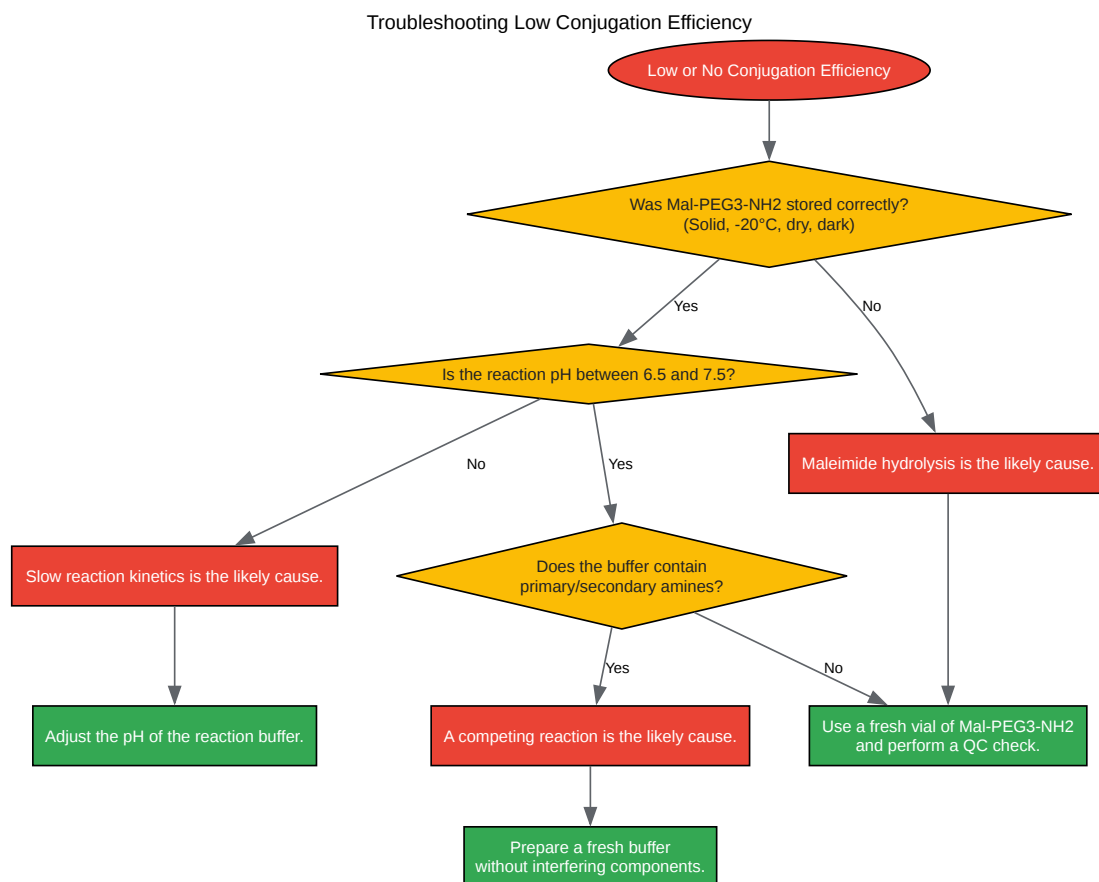 Troubleshooting Low Conjugation Efficiency
Low or No Conjugation Efficiency
Was Mal-PEG3-NH2 stored correctly?
(Solid, -20°C, dry, dark)
Yes
No
Is the reaction pH between 6.5 and 7.5?
No
Yes
Maleimide hydrolysis is the likely cause.
Slow reaction kinetics is the likely cause.
Does the buffer contain
primary/secondary amines?
Yes
No
Adjust the pH of the reaction buffer.
A competing reaction is the likely cause.
Use a fresh vial of Mal-PEG3-NH2
and perform a QC check.
Prepare a fresh buffer
without interfering components.